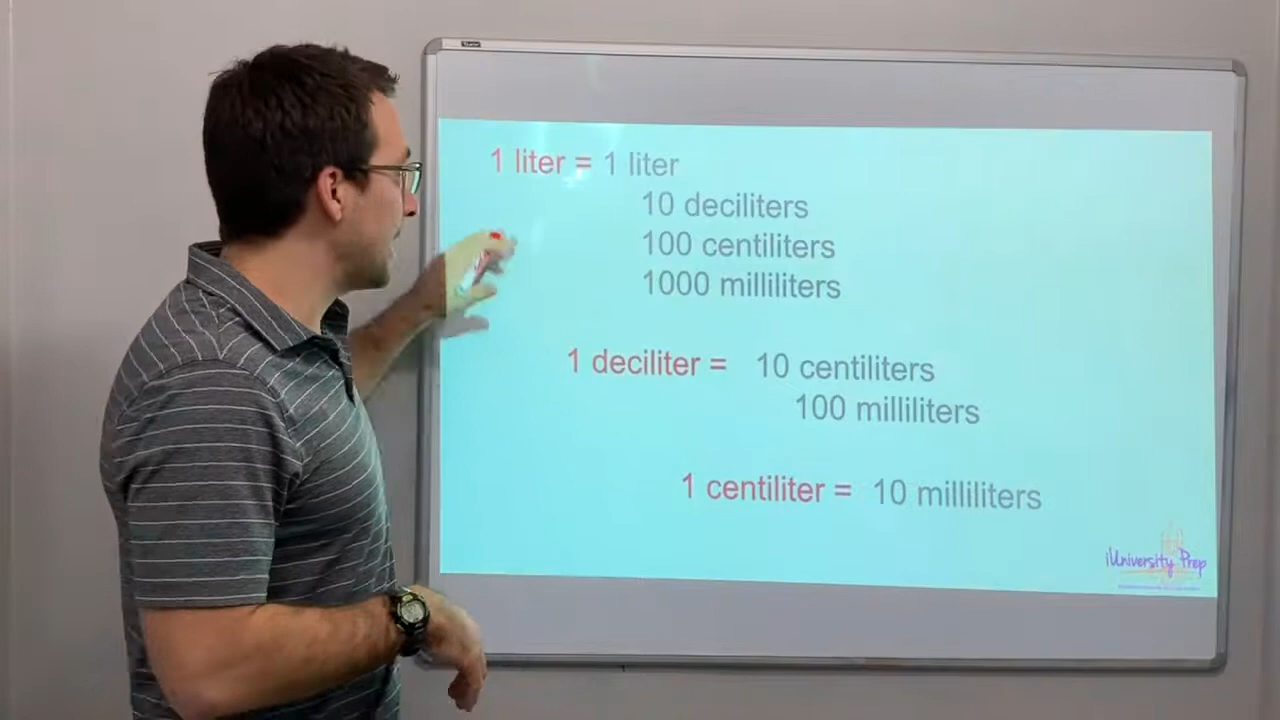 1 liter = 1 liter
10 deciliters
100 centiliters
1000 milliliters
1 deciliter = 10 centiliters
100 milliliters
1 centiliter = 10 milliliters
iUniversity Prep